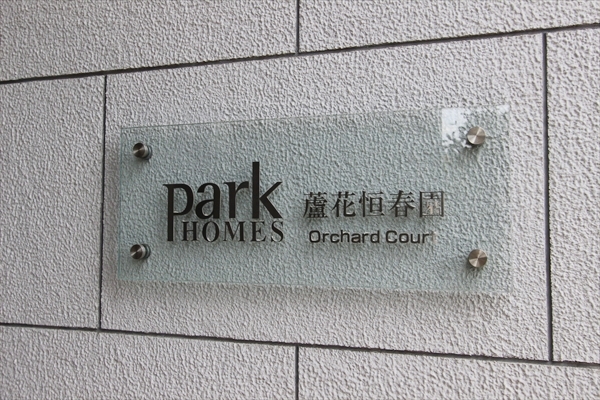 park
HOMES
蘆花恒春園
Orchard Court